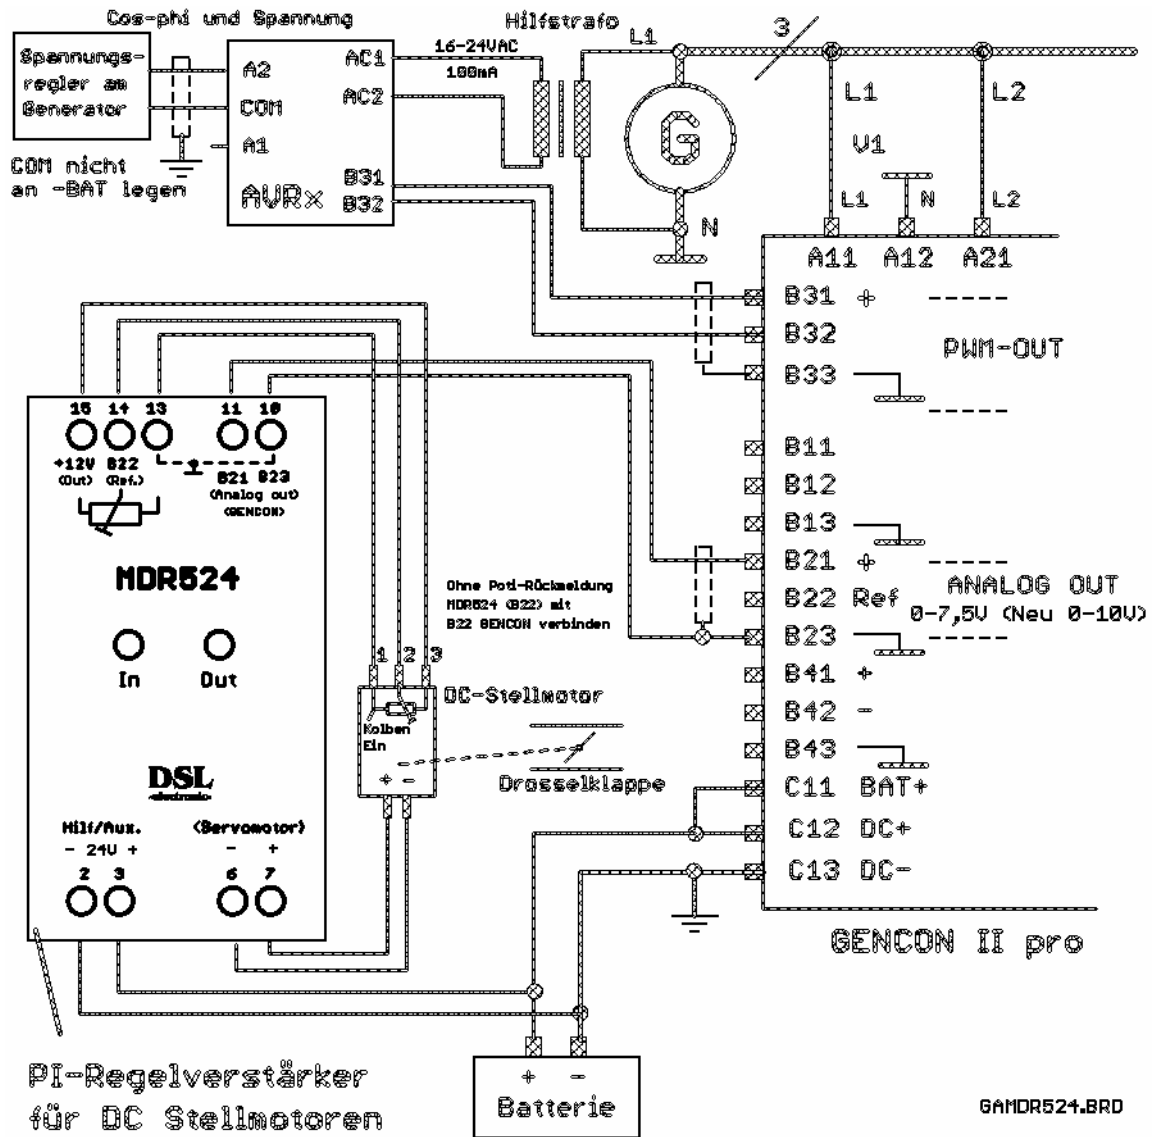 Cos-phi und Spannung
Hilfstrafo
Spannungs-
regler am
Generator
A2
COM
A1
AVRx
AC1
AC2
B31
B32
16-24VAC
100mA
COM nicht
an -BAT legen
L1
G
N
3
L1
L2
V1
L1
N
L2
A11
A12
A21
B31 +
B32
PWM-OUT
B33
B11
B12
B13
B21 +
ANALOG OUT
B22 Ref
0-7,5V (Neu 0-10V)
B23
B41 +
B42 -
B43
C11 BAT+
C12 DC+
C13 DC-
GENCON II pro
15 14 13 11 10
+12V B22
(Out) (Ref.)
B21 B23
(Analog out)
(GENCON)
MDR524
In
Out
DSL
electronic
Hilf/Aux.
(Servomotor)
- 24V +
- +
2 3 6 7
Ohne Poti-Rückmeldung
MDR524 (B22) mit
B22 GENCON verbinden
1 2 3
DC-Stellmotor
Kolben
Ein
+ -
Drosselklappe
PI-Regelverstärker
für DC Stellmotoren
+ -
Batterie
GAMDR524.BRD